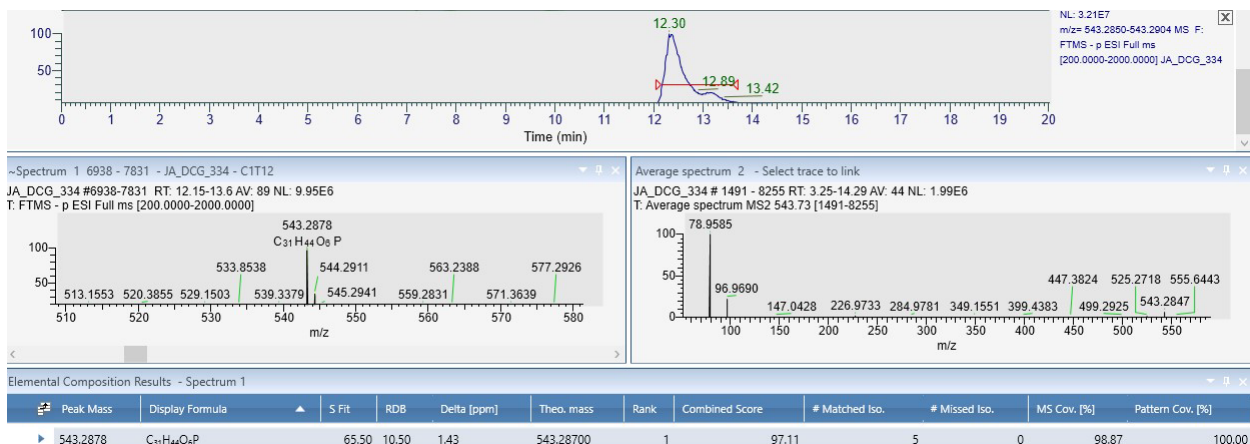 NL: 3.21E7
m/z= 543.2850-543.2904 MS F:
FTMS - p ESI Full ms
[200.0000-2000.0000] JA_DCG_334
12.30
12.89
13.42
100
50
0 1 2 3 4 5 6 7 8 9 10 11 12 13 14 15 16 17 18 19 20
Time (min)
~Spectrum 1 6938 - 7831 - JA_DCG_334 - C1T12
JA_DCG_334 #6938-7831 RT: 12.15-13.6 AV: 89 NL: 9.95E6
T: FTMS - p ESI Full ms [200.0000-2000.0000]
543.2878
C₃₁H₄₄O₆P
533.8538 544.2911 563.2388 577.2926
513.1553 520.3855 529.1503 539.3379 545.2941 559.2831 571.3639
100
50
510 520 530 540 550 560 570 580
m/z
Average spectrum 2 - Select trace to link
JA_DCG_334 # 1491 - 8255 RT: 3.25-14.29 AV: 44 NL: 1.99E6
T: Average spectrum MS2 543.73 [1491-8255]
78.9585
96.9690
447.3824 525.2718 555.6443
147.0428 226.9733 284.9781 349.1551 399.4383 499.2925 543.2847
100
50
0
100 150 200 250 300 350 400 450 500 550
m/z
Elemental Composition Results - Spectrum 1
Peak Mass Display Formula S Fit RDB Delta [ppm] Theo. mass Rank Combined Score # Matched Iso. # Missed Iso. MS Cov. [%] Pattern Cov. [%]
543.2878 C₃₁H₄₄O₆P 65.50 10.50 1.43 543.28700 1 97.11 5 0 98.87 100.00